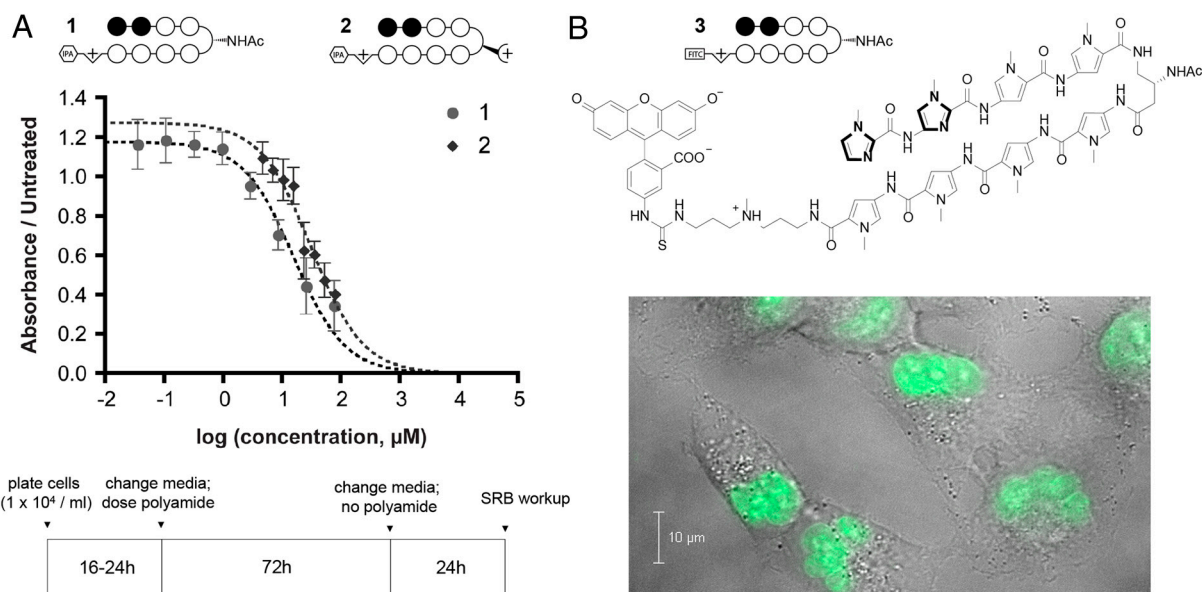 A
1
IPA
+
NHAc
2
IPA
+
+
1.4
1.2
1.0
0.8
0.6
0.4
0.2
0.0
Absorbance / Untreated
1
2
-2
-1
0
1
2
3
4
5
log (concentration, µM)
plate cells
(1 x 10⁴ / ml)
change media;
dose polyamide
change media;
no polyamide
SRB workup
16-24h
72h
24h
B
3
FITC
+
NHAc
O
O
O⁻
COO⁻
HN
S
H
N
+
NH
H
N
O
N
H
N
O
N
H
N
O
N
H
N
O
N
H
N
O
NHAc
NH
O
N
N
H
O
N
N
H
O
N
N
N
H
O
N
N
10 µm